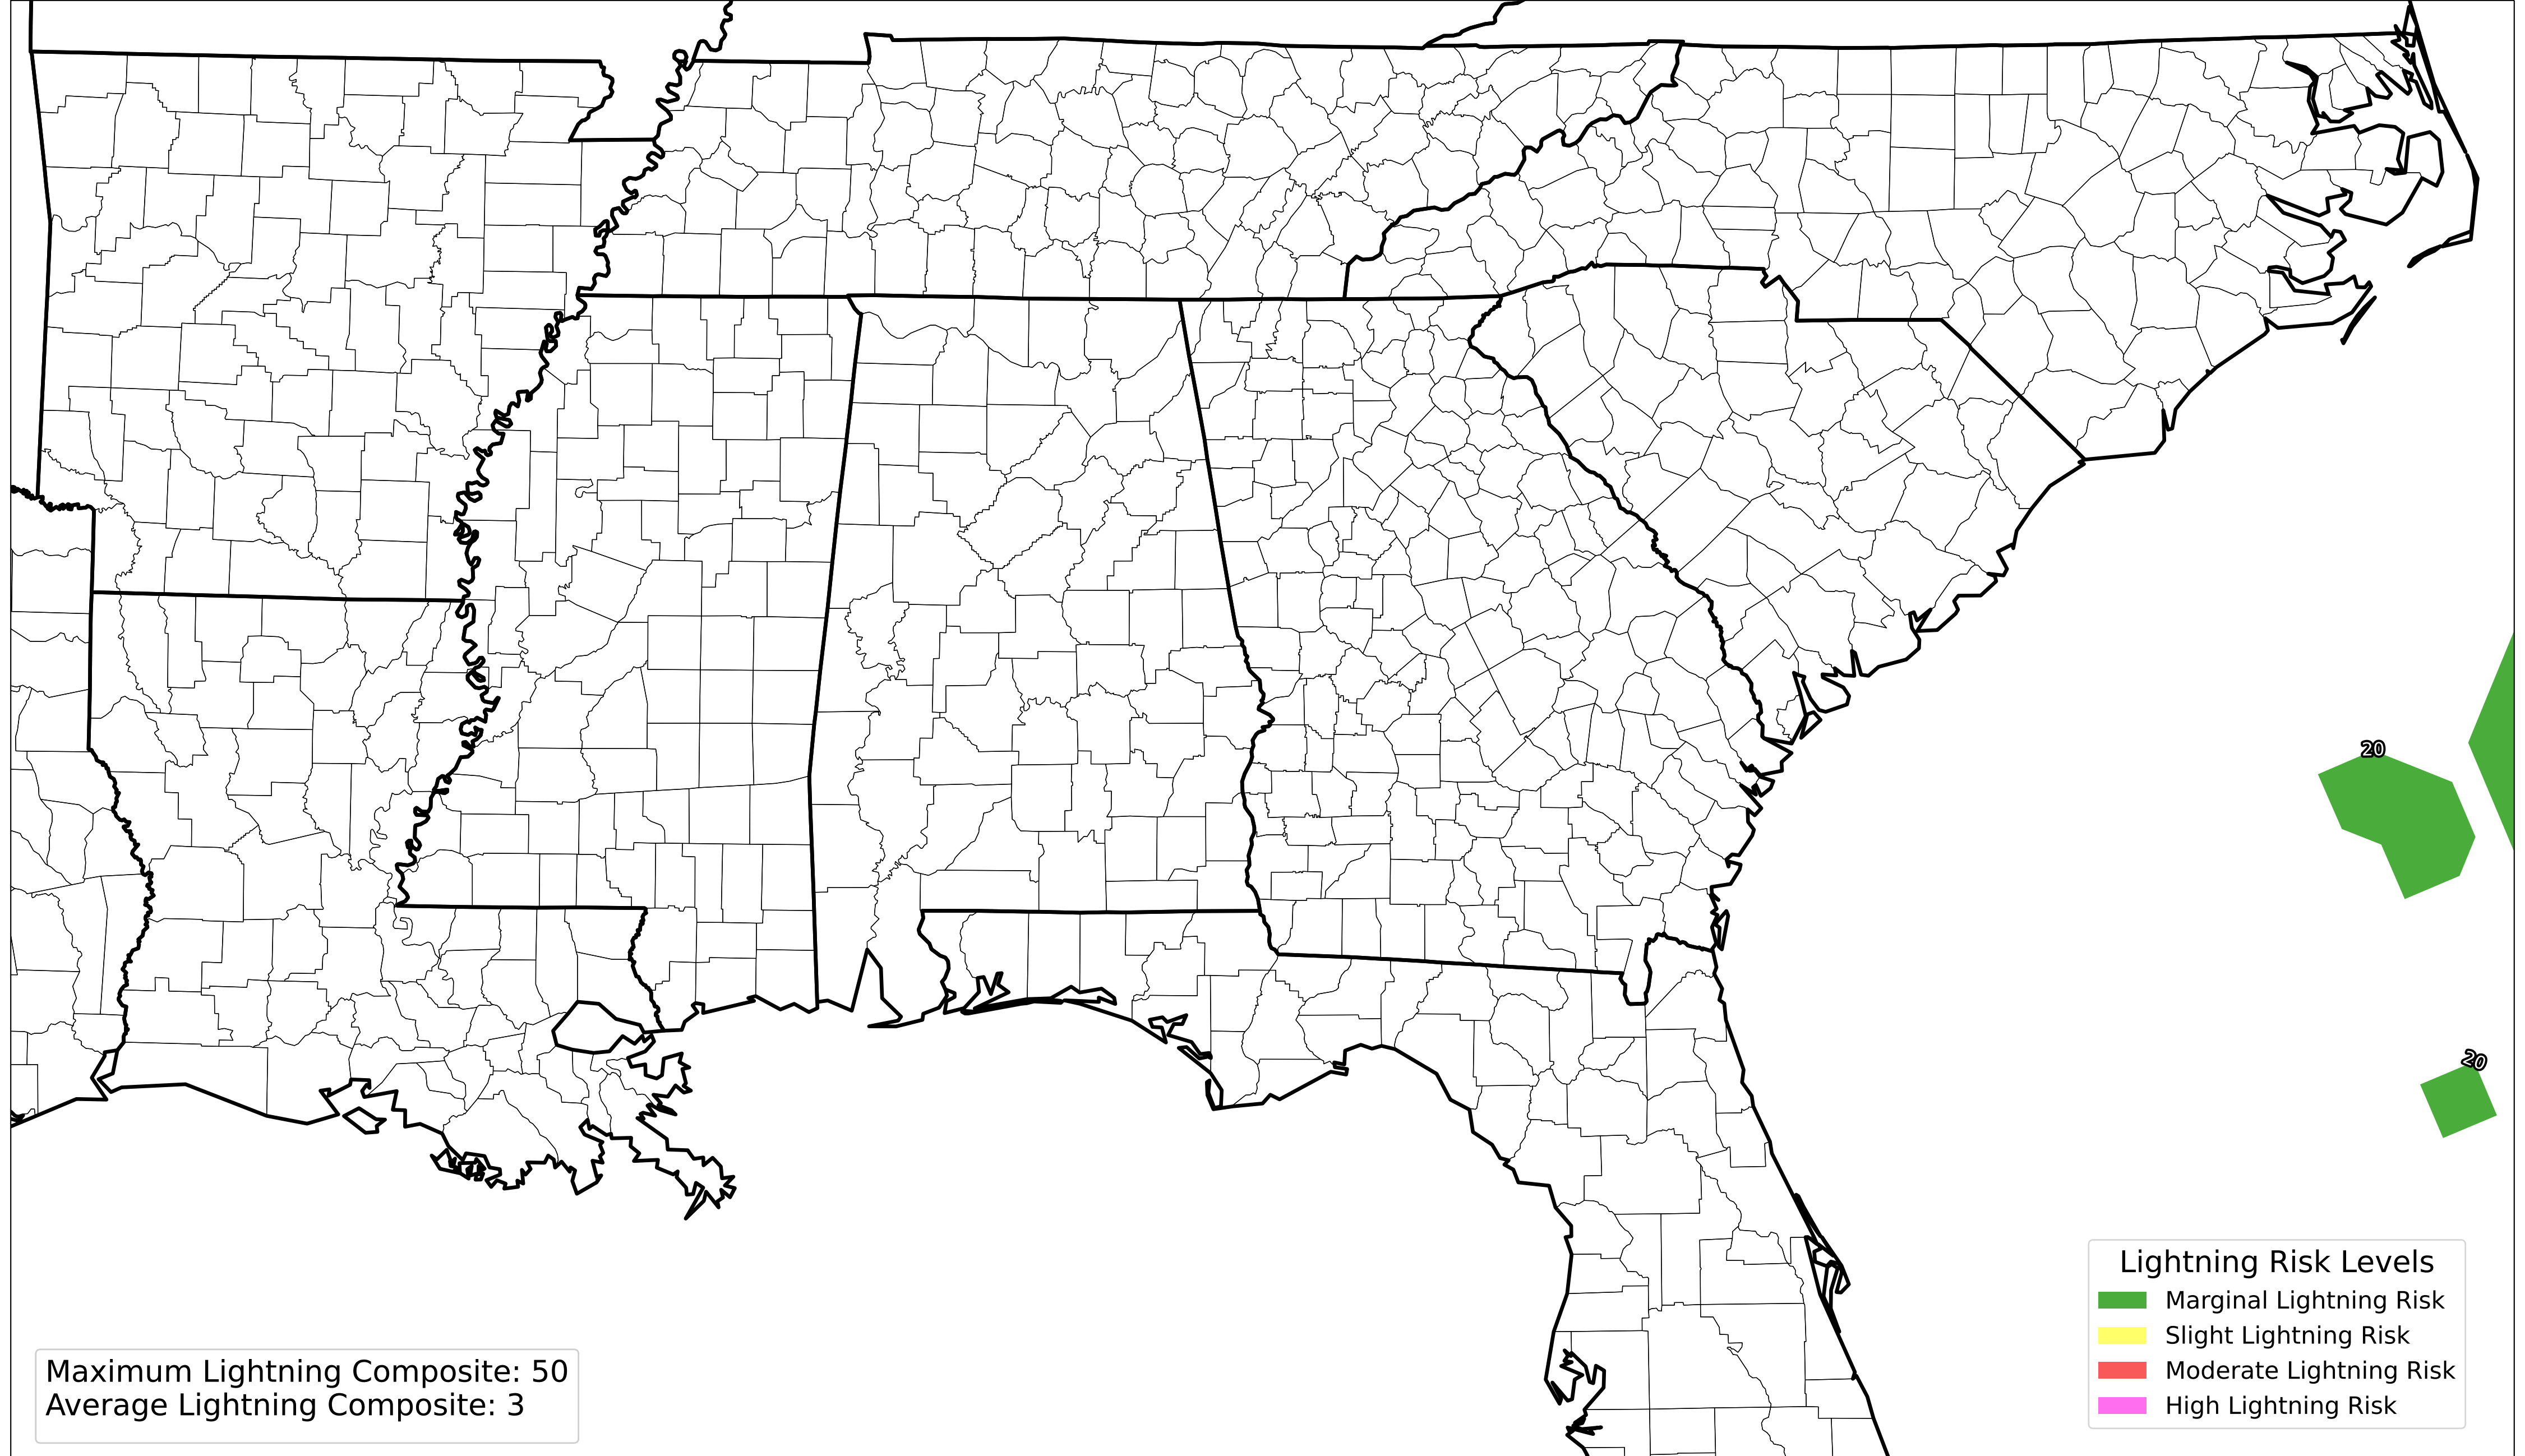 20
20
Lightning Risk Levels
Marginal Lightning Risk
Slight Lightning Risk
Moderate Lightning Risk
High Lightning Risk
Maximum Lightning Composite: 50
Average Lightning Composite: 3